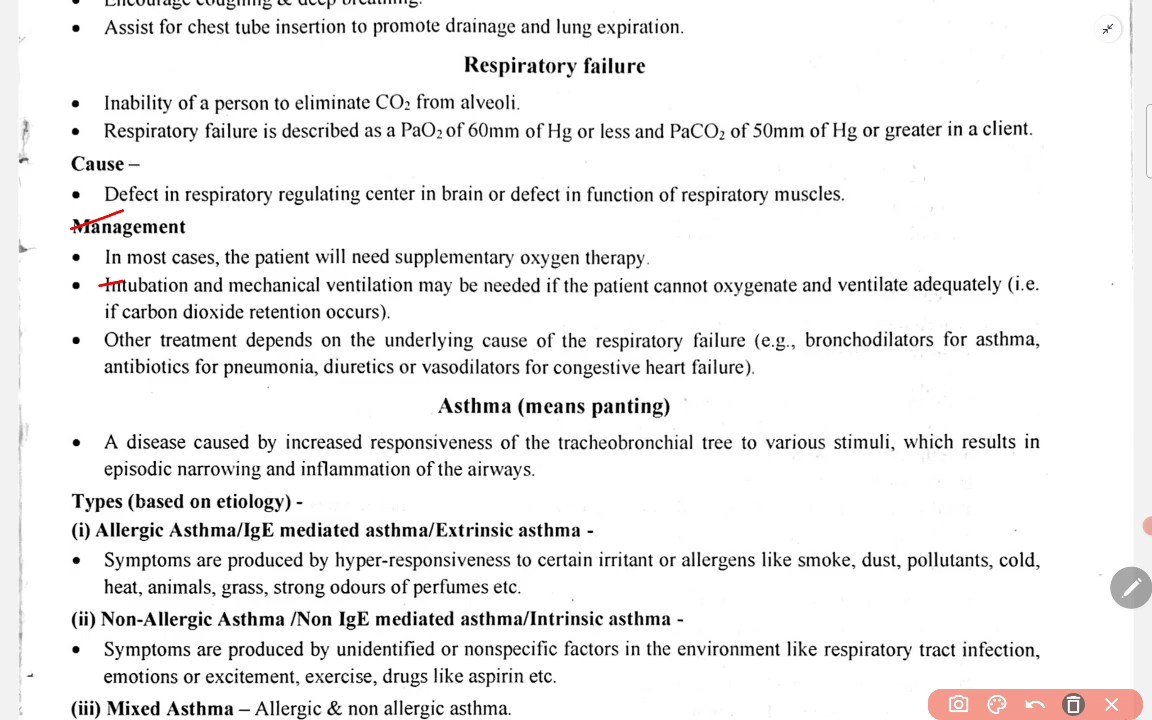 Encourage coughing & deep breathing.
• Assist for chest tube insertion to promote drainage and lung expiration.
Respiratory failure
• Inability of a person to eliminate CO₂ from alveoli.
• Respiratory failure is described as a PaO₂ of 60mm of Hg or less and PaCO₂ of 50mm of Hg or greater in a client.
Cause –
• Defect in respiratory regulating center in brain or defect in function of respiratory muscles.
Management
• In most cases, the patient will need supplementary oxygen therapy.
• Intubation and mechanical ventilation may be needed if the patient cannot oxygenate and ventilate adequately (i.e.
if carbon dioxide retention occurs).
• Other treatment depends on the underlying cause of the respiratory failure (e.g., bronchodilators for asthma,
antibiotics for pneumonia, diuretics or vasodilators for congestive heart failure).
Asthma (means panting)
• A disease caused by increased responsiveness of the tracheobronchial tree to various stimuli, which results in
episodic narrowing and inflammation of the airways.
Types (based on etiology) -
(i) Allergic Asthma/IgE mediated asthma/Extrinsic asthma -
• Symptoms are produced by hyper-responsiveness to certain irritant or allergens like smoke, dust, pollutants, cold,
heat, animals, grass, strong odours of perfumes etc.
(ii) Non-Allergic Asthma /Non IgE mediated asthma/Intrinsic asthma -
• Symptoms are produced by unidentified or nonspecific factors in the environment like respiratory tract infection,
emotions or excitement, exercise, drugs like aspirin etc.
(iii) Mixed Asthma – Allergic & non allergic asthma.